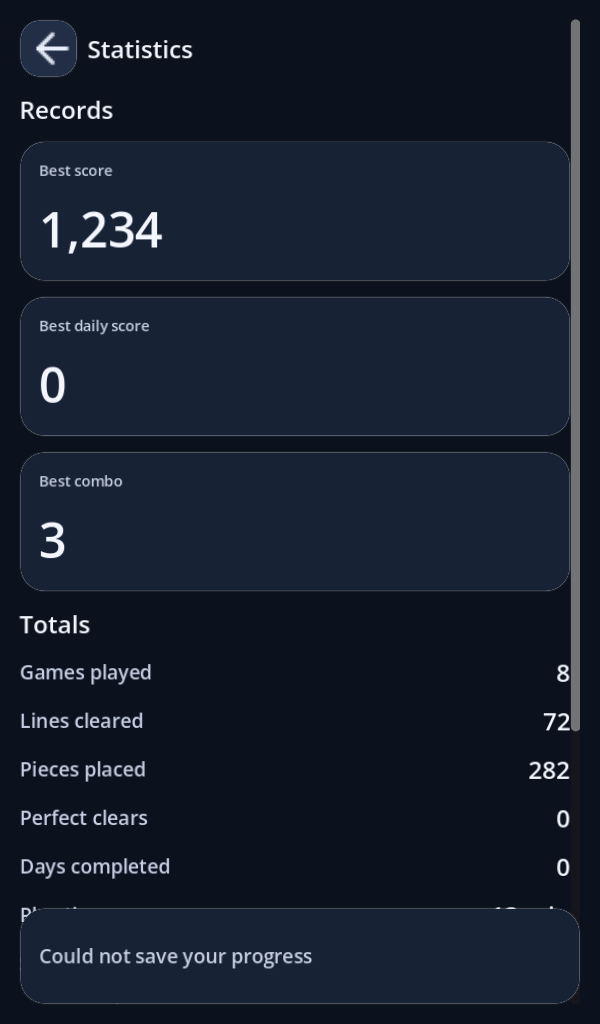 Statistics
Records
Best score
1,234
Best daily score
0
Best combo
3
Totals
Games played 8
Lines cleared 72
Pieces placed 282
Perfect clears 0
Days completed 0
Could not save your progress